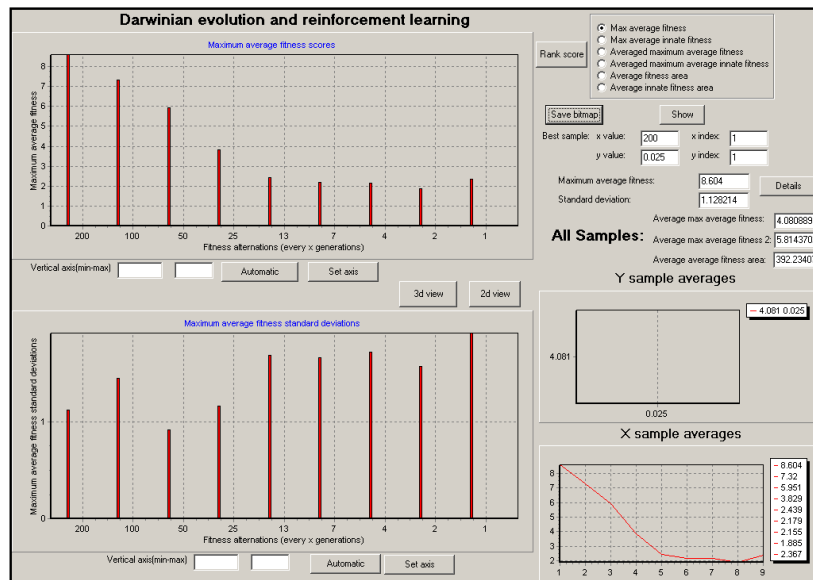 Darwinian evolution and reinforcement learning
Maximum average fitness scores
Maximum average fitness
8
7
6
5
4
3
2
1
0
200 100 50 25 13 7 4 2 1
Fitness alternations (every x generations)
Vertical axis(min-max)
Automatic
Set axis
3d view
2d view
Maximum average fitness standard deviations
Maximum average fitness standard deviations
1
0
200 100 50 25 13 7 4 2 1
Fitness alternations (every x generations)
Vertical axis(min-max)
Automatic
Set axis
Rank score
Max average fitness
Max average innate fitness
Averaged maximum average fitness
Averaged maximum average innate fitness
Average fitness area
Average innate fitness area
Save bitmap
Show
Best sample: x value: 200 x index: 1
y value: 0.025 y index: 1
Maximum average fitness: 8.604
Details
Standard deviation: 1.128214
All Samples:
Average max average fitness: 4.080889
Average max average fitness 2: 5.814370
Average average fitness area: 392.2340
Y sample averages
4.081 0.025
4.081
0.025
X sample averages
8
7
6
5
4
3
2
1 2 3 4 5 6 7 8 9
8.604
7.32
5.951
3.829
2.439
2.179
2.155
1.885
2.367